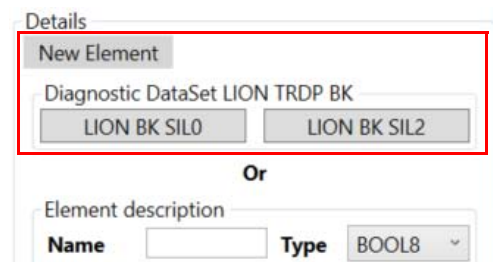 Details
New Element
Diagnostic DataSet LION TRDP BK
LION BK SIL0 LION BK SIL2
Or
Element description
Name Type BOOL8